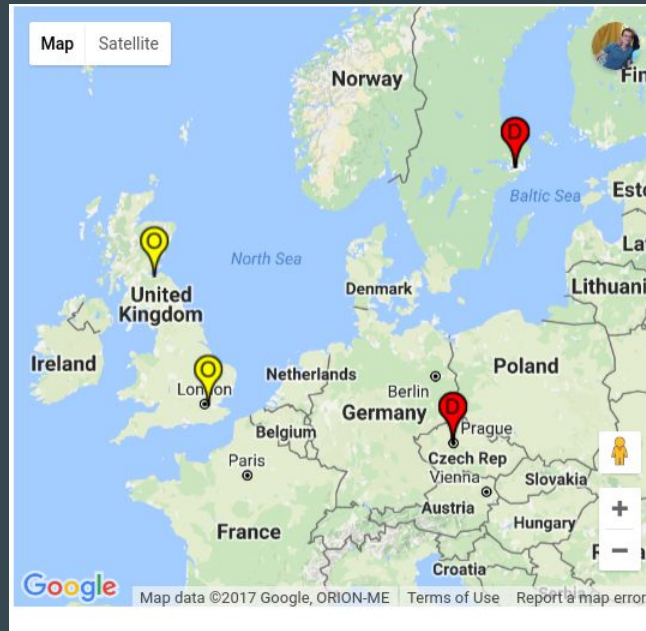 Map Satellite
Norway
Fin
D
Baltic Sea
Esto
O
North Sea
La
United
Kingdom
Denmark
Lithuani
Ireland
O
London
Netherlands
Berlin
Poland
D
Germany
Prague
Belgium
Czech Rep
Paris
Vienna
Slovakia
Austria
Hungary
France
+
−
R
Croatia
Serbia
Google
Map data ©2017 Google, ORION-ME Terms of Use Report a map error